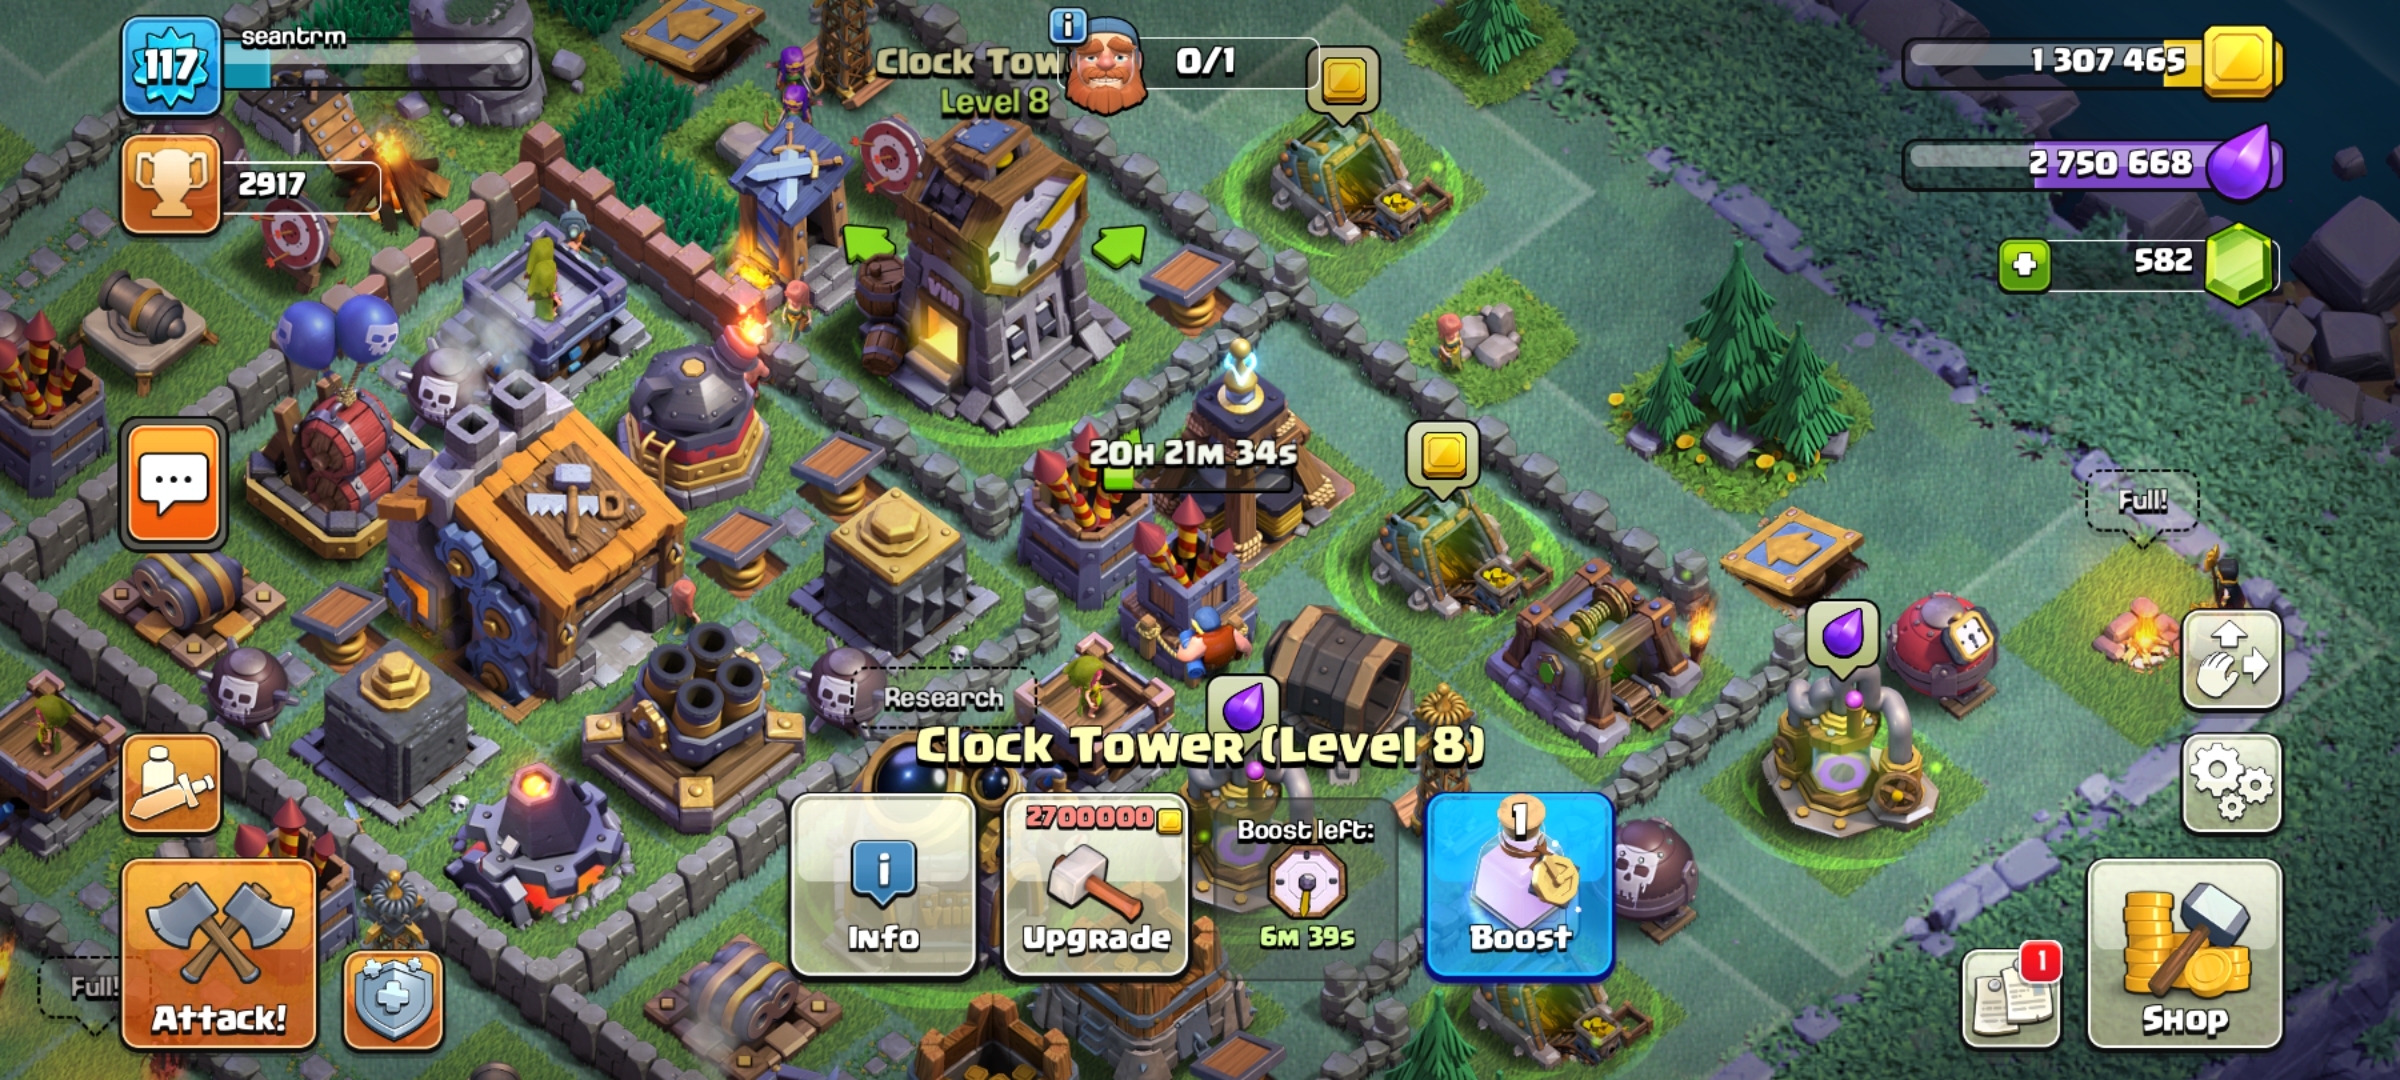 117
seantrm
2917
Clock Tow
Level 8
0/1
1 307 465
2 750 668
582
VIII
20H 21M 34S
Full!
Research
Clock Tower (Level 8)
Info
2700000
Upgrade
Boost left:
6M 39S
1
Boost
Full!
Attack!
1
Shop